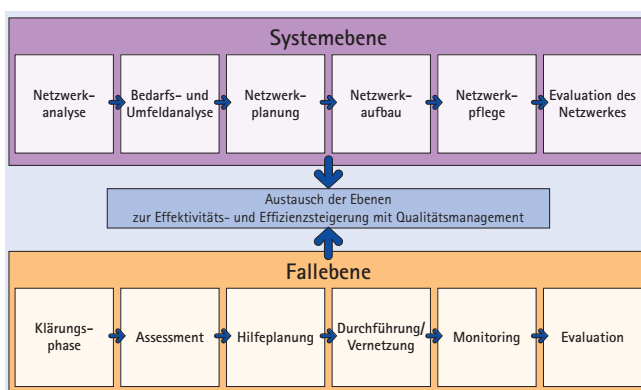 Systemebene
Netzwerk-
analyse
Bedarfs- und
Umfeldanalyse
Netzwerk-
planung
Netzwerk-
aufbau
Netzwerk-
pflege
Evaluation des
Netzwerkes
Austausch der Ebenen
zur Effektivitäts- und Effizienzsteigerung mit Qualitätsmanagement
Fallebene
Klärungs-
phase
Assessment
Hilfeplanung
Durchführung/
Vernetzung
Monitoring
Evaluation